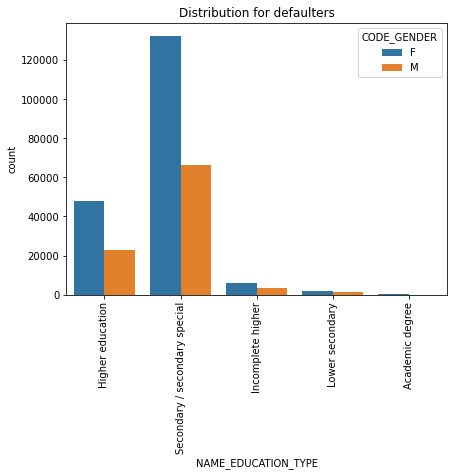 Distribution for defaulters
CODE_GENDER
F
M
count
120000
100000
80000
60000
40000
20000
0
Higher education
Secondary / secondary special
Incomplete higher
Lower secondary
Academic degree
NAME_EDUCATION_TYPE